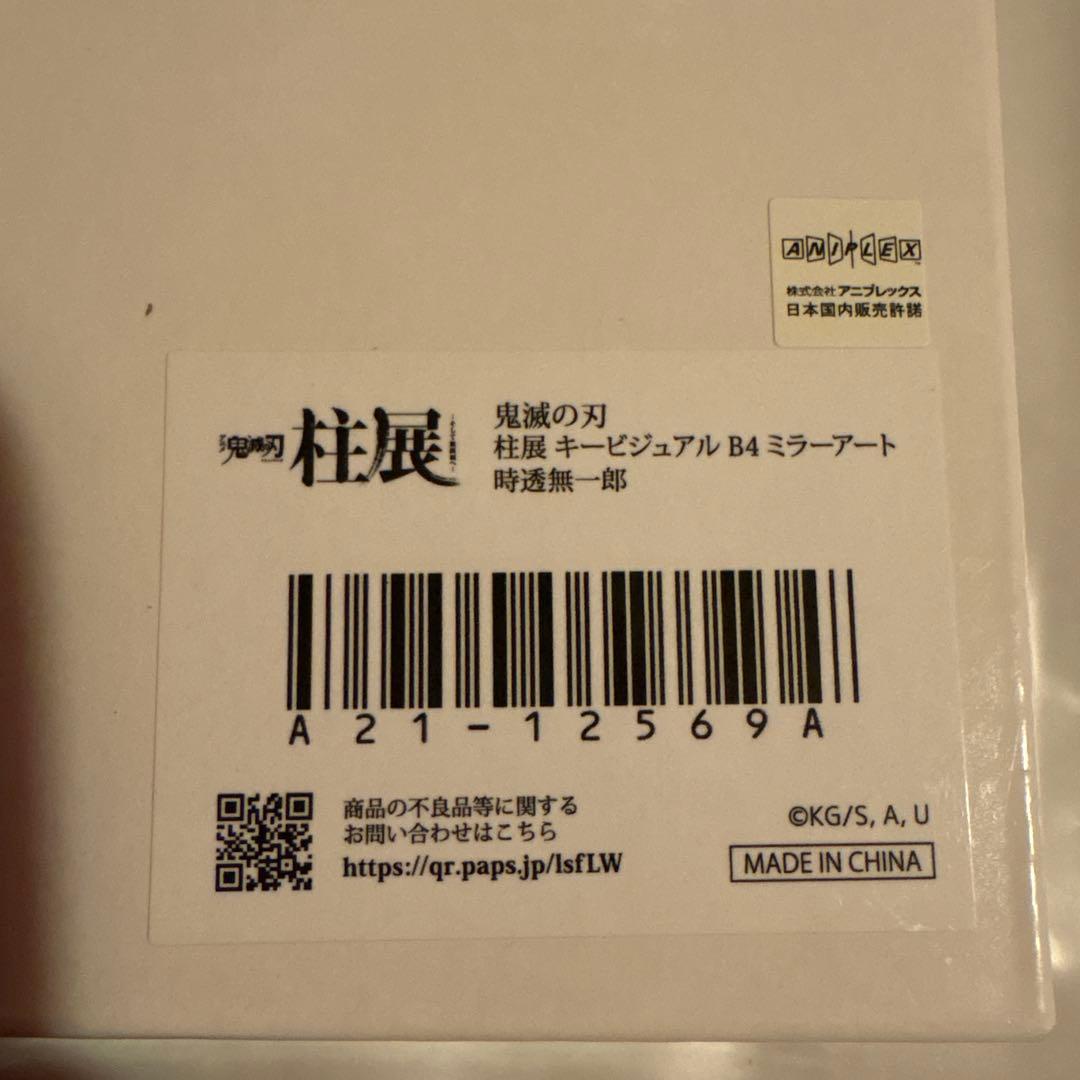 ANIPLEX
株式会社アニプレックス
日本国内販売許諾
鬼滅の刃
柱展
鬼滅の刃
柱展 キービジュアル B4 ミラーアート
時透無一郎
A21-12569A
商品の不良品等に関する
お問い合わせはこちら
https://qr.paps.jp/lsfLW
©KG/S, A, U
MADE IN CHINA